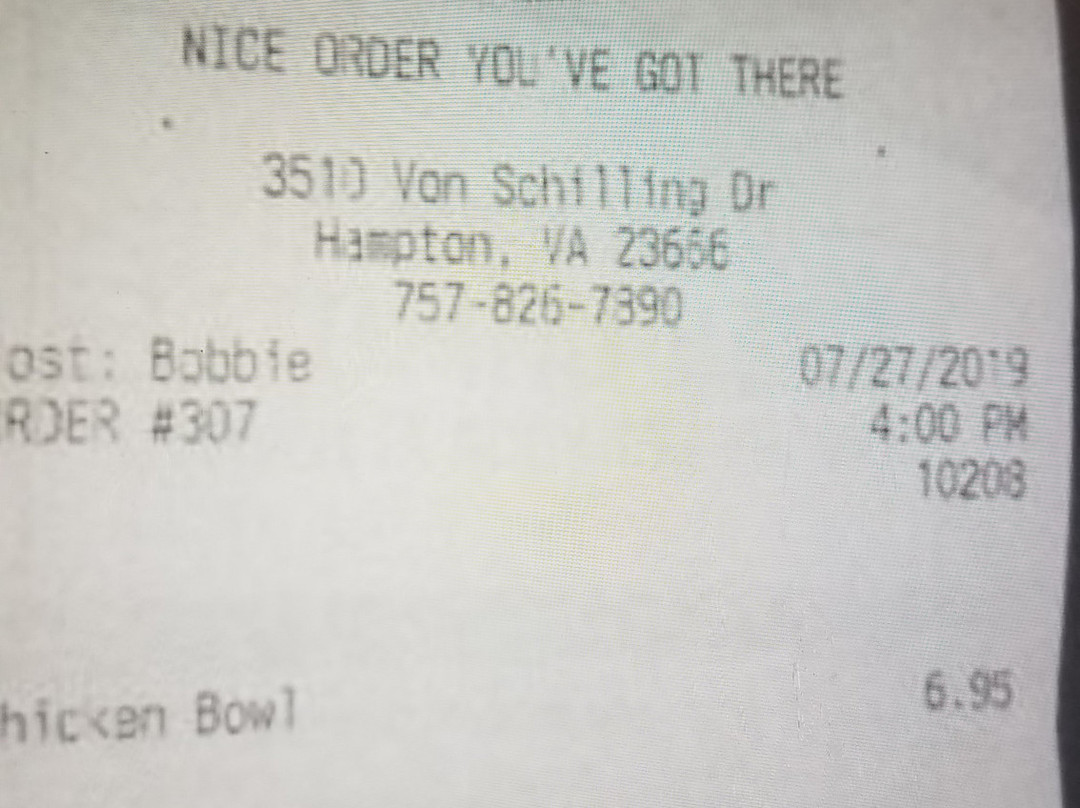 NICE ORDER YOU'VE GOT THERE
3510 Von Schilling Dr
Hampton, VA 23666
757-826-7890
ost: Bobbie
07/27/2019
RDER #307
4:00 PM
10208
hicken Bowl
6.95